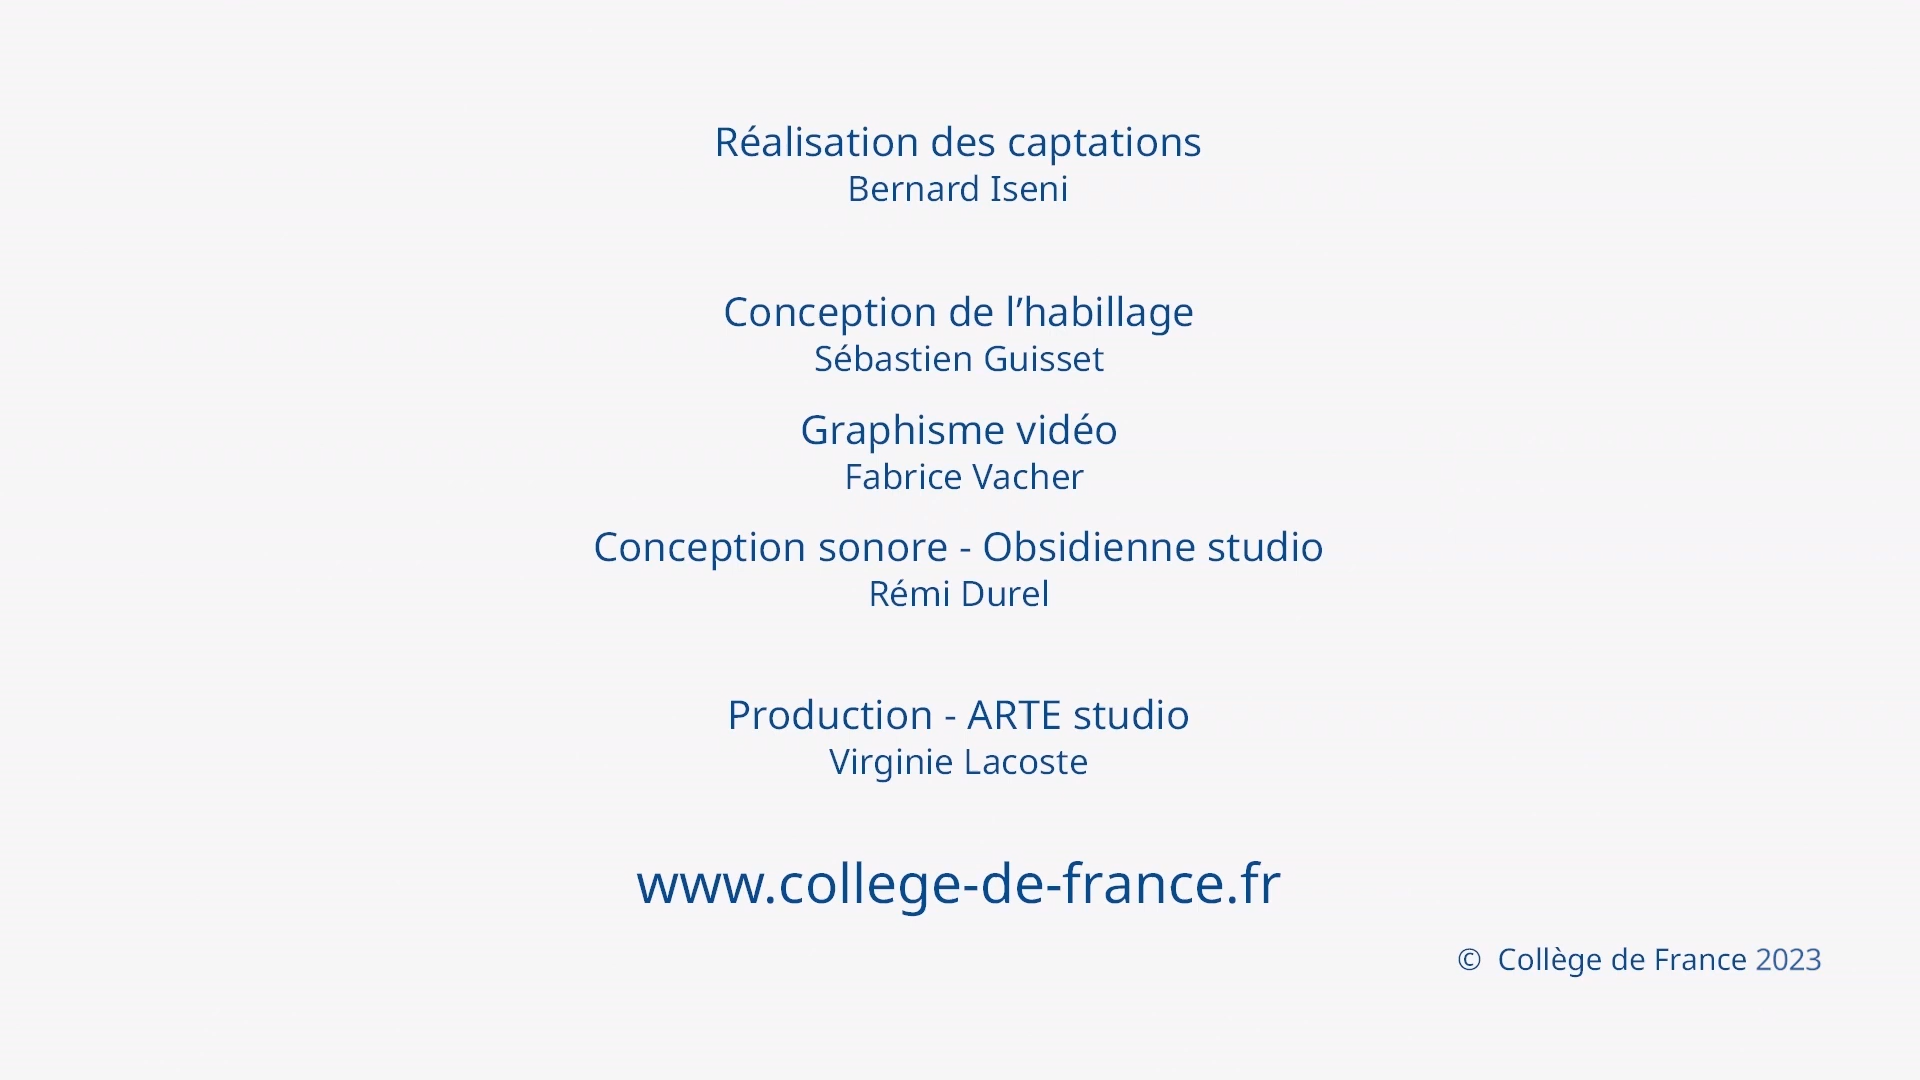 Réalisation des captations
Bernard Iseni
Conception de l’habillage
Sébastien Guisset
Graphisme vidéo
Fabrice Vacher
Conception sonore - Obsidienne studio
Rémi Durel
Production - ARTE studio
Virginie Lacoste
www.college-de-france.fr
© Collège de France 2023